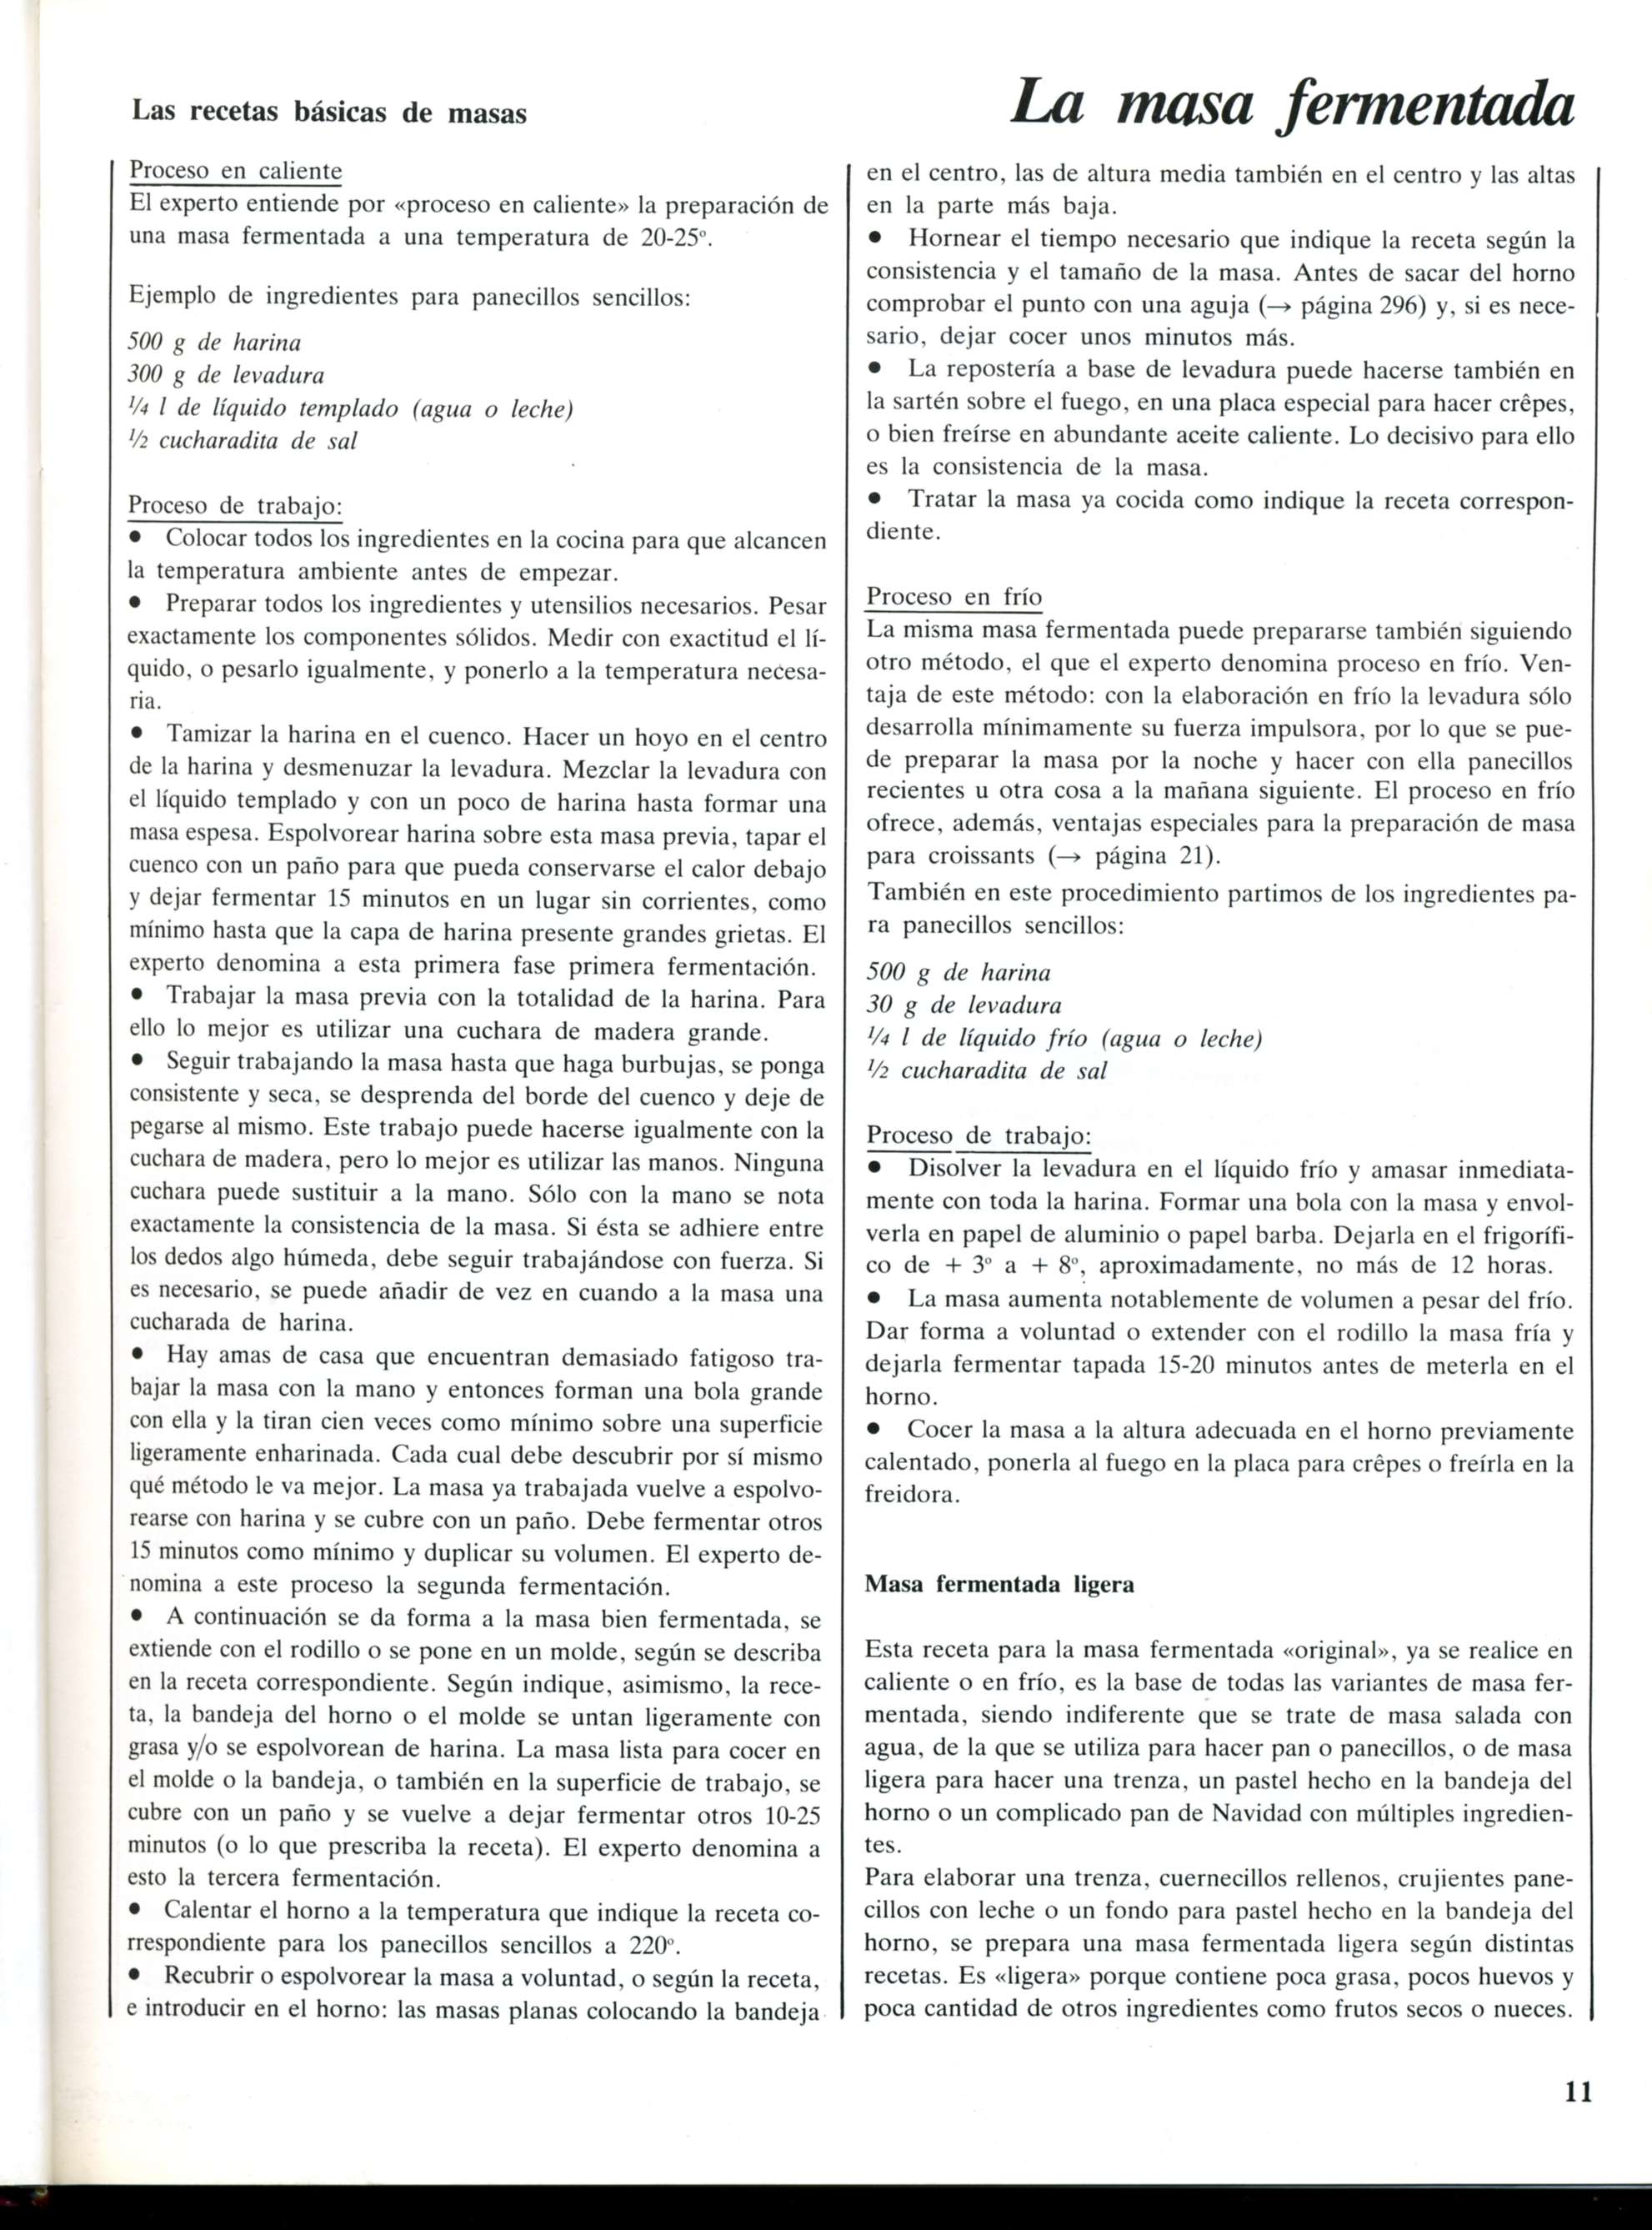 Las recetas básicas de masas
La masa fermentada
Proceso en caliente
El experto entiende por «proceso en caliente» la preparación de
una masa fermentada a una temperatura de 20-25º.
Ejemplo de ingredientes para panecillos sencillos:
500 g de harina
300 g de levadura
1/4 l de líquido templado (agua o leche)
1/2 cucharadita de sal
Proceso de trabajo:
• Colocar todos los ingredientes en la cocina para que alcancen
la temperatura ambiente antes de empezar.
• Preparar todos los ingredientes y utensilios necesarios. Pesar
exactamente los componentes sólidos. Medir con exactitud el lí-
quido, o pesarlo igualmente, y ponerlo a la temperatura necesa-
ria.
• Tamizar la harina en el cuenco. Hacer un hoyo en el centro
de la harina y desmenuzar la levadura. Mezclar la levadura con
el líquido templado y con un poco de harina hasta formar una
masa espesa. Espolvorear harina sobre esta masa previa, tapar el
cuenco con un paño para que pueda conservarse el calor debajo
y dejar fermentar 15 minutos en un lugar sin corrientes, como
mínimo hasta que la capa de harina presente grandes grietas. El
experto denomina a esta primera fase primera fermentación.
• Trabajar la masa previa con la totalidad de la harina. Para
ello lo mejor es utilizar una cuchara de madera grande.
• Seguir trabajando la masa hasta que haga burbujas, se ponga
consistente y seca, se desprenda del borde del cuenco y deje de
pegarse al mismo. Este trabajo puede hacerse igualmente con la
cuchara de madera, pero lo mejor es utilizar las manos. Ninguna
cuchara puede sustituir a la mano. Sólo con la mano se nota
exactamente la consistencia de la masa. Si ésta se adhiere entre
los dedos algo húmeda, debe seguir trabajándose con fuerza. Si
es necesario, se puede añadir de vez en cuando a la masa una
cucharada de harina.
• Hay amas de casa que encuentran demasiado fatigoso tra-
bajar la masa con la mano y entonces forman una bola grande
con ella y la tiran cien veces como mínimo sobre una superficie
ligeramente enharinada. Cada cual debe descubrir por sí mismo
qué método le va mejor. La masa ya trabajada vuelve a espolvo-
rearse con harina y se cubre con un paño. Debe fermentar otros
15 minutos como mínimo y duplicar su volumen. El experto de-
nomina a este proceso la segunda fermentación.
• A continuación se da forma a la masa bien fermentada, se
extiende con el rodillo o se pone en un molde, según se describa
en la receta correspondiente. Según indique, asimismo, la rece-
ta, la bandeja del horno o el molde se untan ligeramente con
grasa y/o se espolvorean de harina. La masa lista para cocer en
el molde o la bandeja, o también en la superficie de trabajo, se
cubre con un paño y se vuelve a dejar fermentar otros 10-25
minutos (o lo que prescriba la receta). El experto denomina a
esto la tercera fermentación.
• Calentar el horno a la temperatura que indique la receta co-
rrespondiente para los panecillos sencillos a 220º.
• Recubrir o espolvorear la masa a voluntad, o según la receta,
e introducir en el horno: las masas planas colocando la bandeja
en el centro, las de altura media también en el centro y las altas
en la parte más baja.
• Hornear el tiempo necesario que indique la receta según la
consistencia y el tamaño de la masa. Antes de sacar del horno
comprobar el punto con una aguja (→ página 296) y, si es nece-
sario, dejar cocer unos minutos más.
• La repostería a base de levadura puede hacerse también en
la sartén sobre el fuego, en una placa especial para hacer crêpes,
o bien freírse en abundante aceite caliente. Lo decisivo para ello
es la consistencia de la masa.
• Tratar la masa ya cocida como indique la receta correspon-
diente.
Proceso en frío
La misma masa fermentada puede prepararse también siguiendo
otro método, el que el experto denomina proceso en frío. Ven-
taja de este método: con la elaboración en frío la levadura sólo
desarrolla mínimamente su fuerza impulsora, por lo que se pue-
de preparar la masa por la noche y hacer con ella panecillos
recientes u otra cosa a la mañana siguiente. El proceso en frío
ofrece, además, ventajas especiales para la preparación de masa
para croissants (→ página 21).
También en este procedimiento partimos de los ingredientes pa-
ra panecillos sencillos:
500 g de harina
30 g de levadura
1/4 l de líquido frío (agua o leche)
1/2 cucharadita de sal
Proceso de trabajo:
• Disolver la levadura en el líquido frío y amasar inmediata-
mente con toda la harina. Formar una bola con la masa y envol-
verla en papel de aluminio o papel barba. Dejarla en el frigorífi-
co de + 3º a + 8º, aproximadamente, no más de 12 horas.
• La masa aumenta notablemente de volumen a pesar del frío.
Dar forma a voluntad o extender con el rodillo la masa fría y
dejarla fermentar tapada 15-20 minutos antes de meterla en el
horno.
• Cocer la masa a la altura adecuada en el horno previamente
calentado, ponerla al fuego en la placa para crêpes o freírla en la
freidora.
Masa fermentada ligera
Esta receta para la masa fermentada «original», ya se realice en
caliente o en frío, es la base de todas las variantes de masa fer-
mentada, siendo indiferente que se trate de masa salada con
agua, de la que se utiliza para hacer pan o panecillos, o de masa
ligera para hacer una trenza, un pastel hecho en la bandeja del
horno o un complicado pan de Navidad con múltiples ingredien-
tes.
Para elaborar una trenza, cuernecillos rellenos, crujientes pane-
cillos con leche o un fondo para pastel hecho en la bandeja del
horno, se prepara una masa fermentada ligera según distintas
recetas. Es «ligera» porque contiene poca grasa, pocos huevos y
poca cantidad de otros ingredientes como frutos secos o nueces.
11